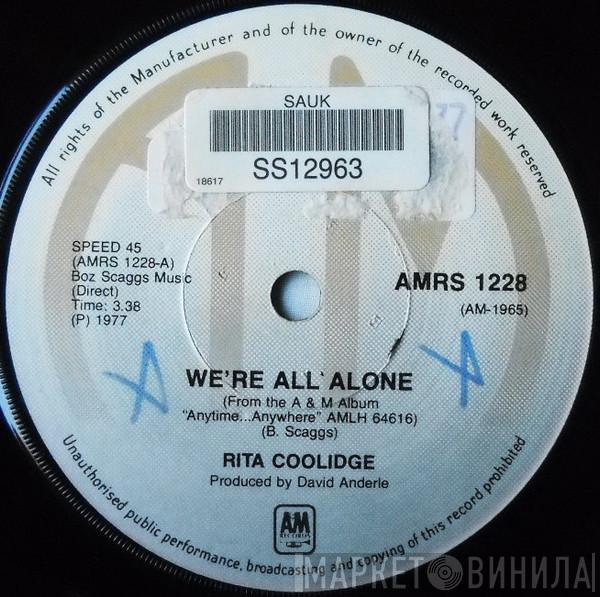 All rights of the Manufacturer and of the owner of the recorded work reserved
SAUK
18617
SS12963
SPEED 45
(AMRS 1228-A)
Boz Scaggs Music
(Direct)
Time: 3.38
(P) 1977
AMRS 1228
(AM-1965)
A
A
WE'RE ALL ALONE
(From the A & M Album
"Anytime...Anywhere" AMLH 64616)
(B. Scaggs)
RITA COOLIDGE
Produced by David Anderle
AM
RECORDS
Unauthorised public performance, broadcasting and copying of this record prohibited
МАРКЕТ ВИНИЛА